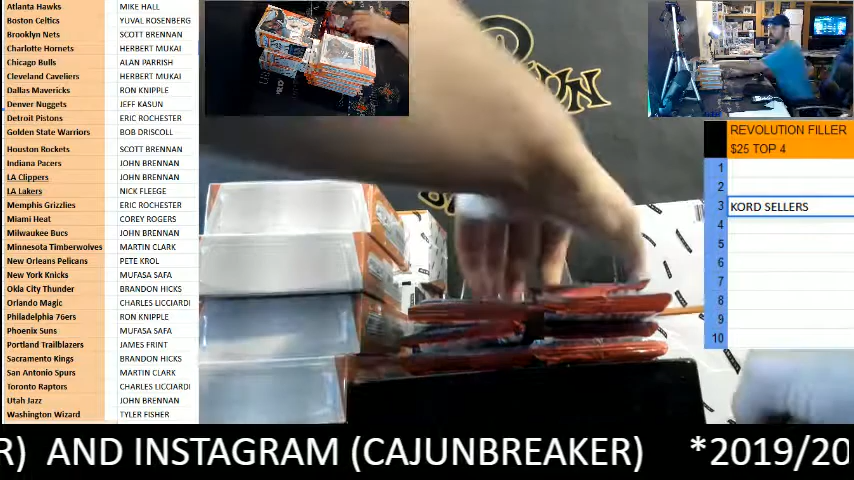 Atlanta Hawks MIKE HALL
Boston Celtics YUVAL ROSENBERG
Brooklyn Nets SCOTT BRENNAN
Charlotte Hornets HERBERT MUKAI
Chicago Bulls ALAN PARRISH
Cleveland Caveliers HERBERT MUKAI
Dallas Mavericks RON KNIPPLE
Denver Nuggets JEFF KASUN
Detroit Pistons ERIC ROCHESTER
Golden State Warriors BOB DRISCOLL
Houston Rockets SCOTT BRENNAN
Indiana Pacers JOHN BRENNAN
LA Clippers JOHN BRENNAN
LA Lakers NICK FLEEGE
Memphis Grizzlies ERIC ROCHESTER
Miami Heat COREY ROGERS
Milwaukee Bucs JOHN BRENNAN
Minnesota Timberwolves MARTIN CLARK
New Orleans Pelicans PETE KROL
New York Knicks MUFASA SAFA
Okla City Thunder BRANDON HICKS
Orlando Magic CHARLES LICCIARDI
Philadelphia 76ers RON KNIPPLE
Phoenix Suns MUFASA SAFA
Portland Trailblazers JAMES FRINT
Sacramento Kings BRANDON HICKS
San Antonio Spurs MARTIN CLARK
Toronto Raptors CHARLES LICCIARDI
Utah Jazz JOHN BRENNAN
Washington Wizard TYLER FISHER
REVOLUTION FILLER
$25 TOP 4
1
2
3 KORD SELLERS
4
5
6
7
8
9
10
R) AND INSTAGRAM (CAJUNBREAKER) *2019/20